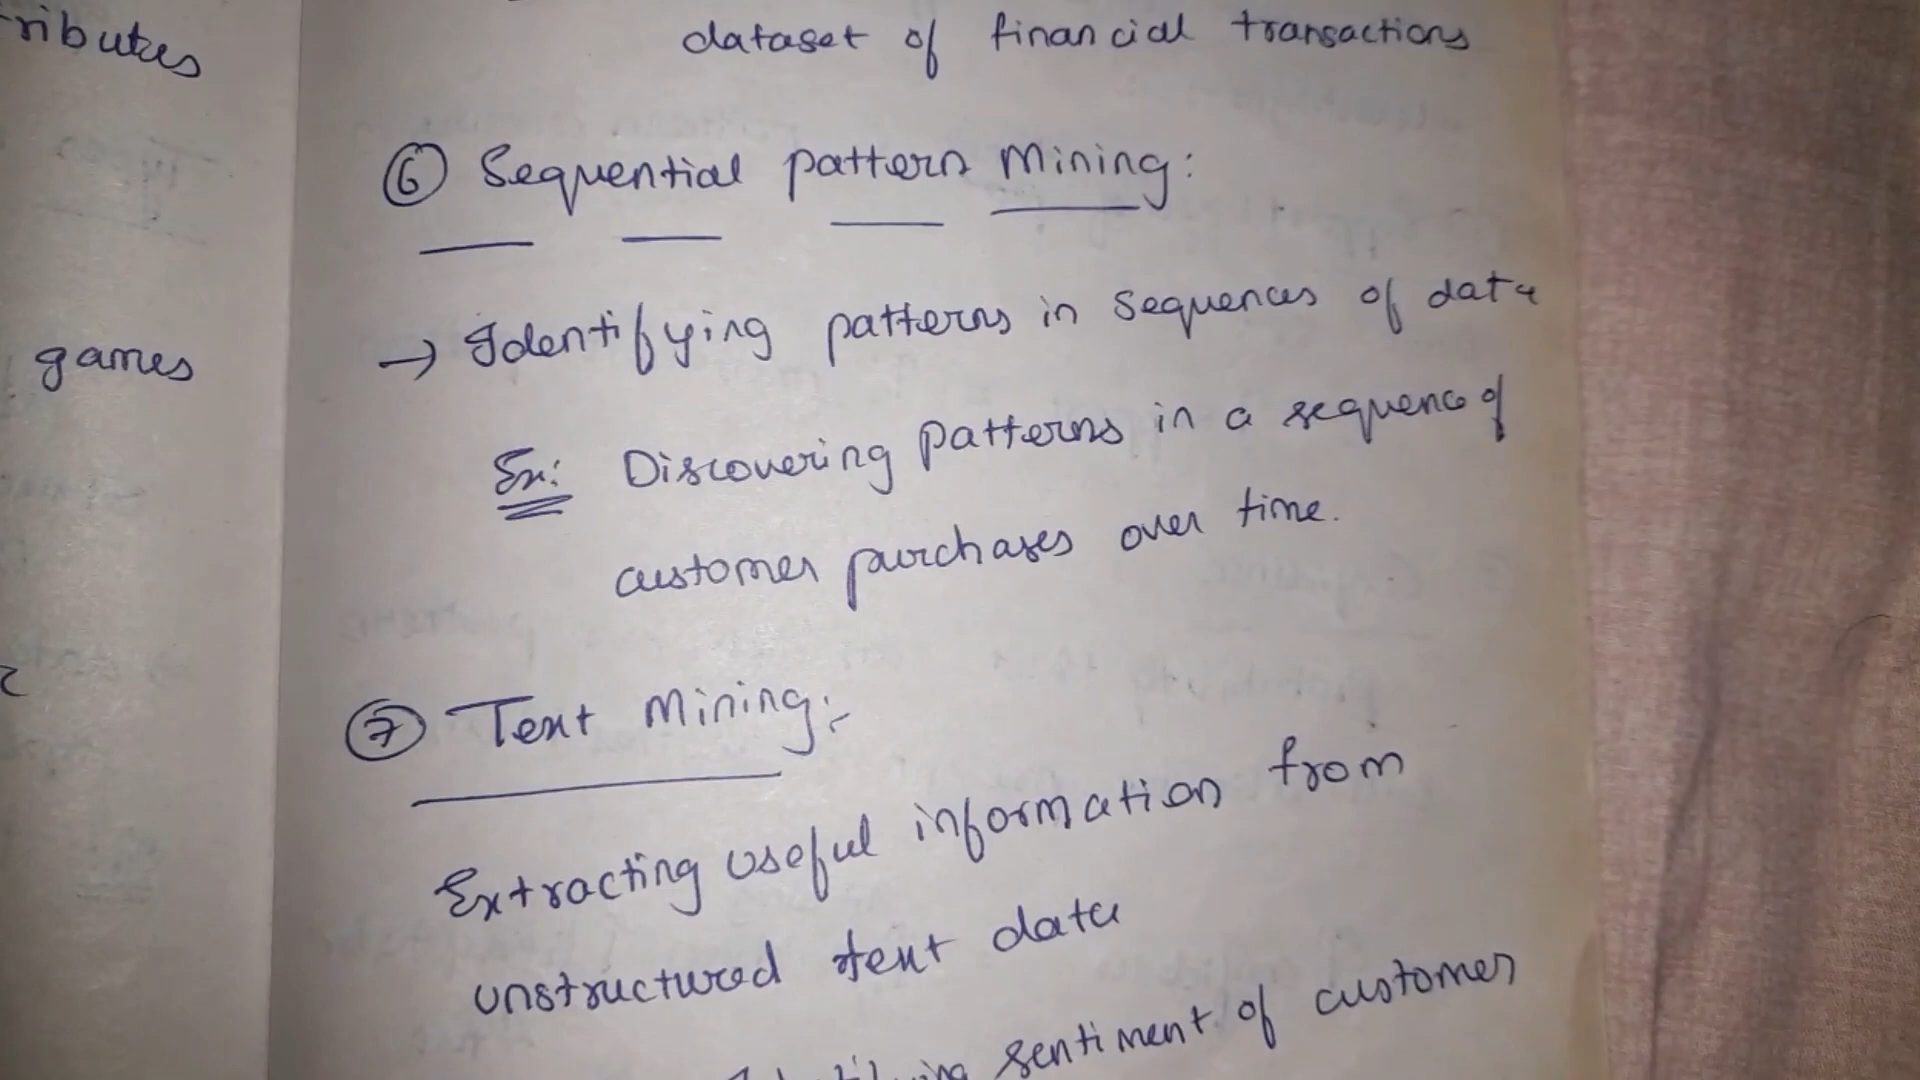 ributes
games
dataset of financial transactions
⑥ Sequential pattern Mining:
→ Identifying patterns in sequences of data
Ex: Discovering patterns in a sequence of
customer purchases over time.
⑦ Text Mining:-
Extracting useful information from
unstructured text data
sentiment of customer